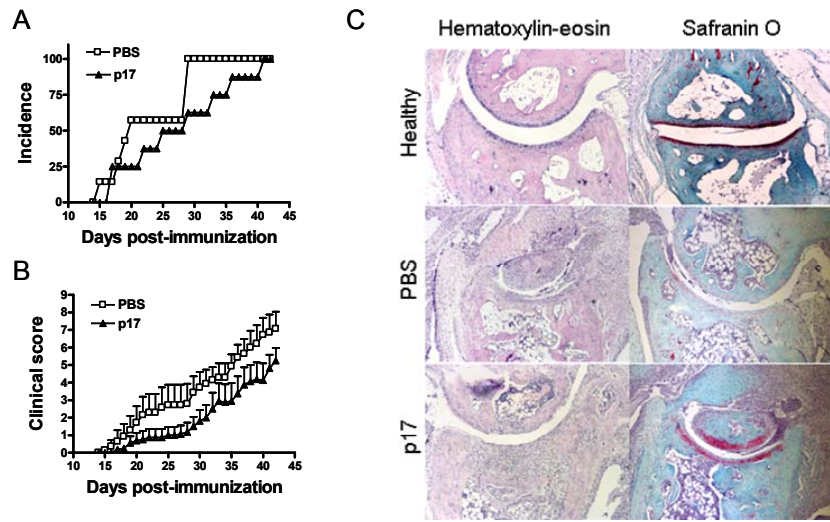 A
PBS
p17
100
75
50
25
0
Incidence
10 15 20 25 30 35 40 45
Days post-immunization
B
PBS
p17
9
8
7
6
5
4
3
2
1
0
Clinical score
10 15 20 25 30 35 40 45
Days post-immunization
C
Hematoxylin-eosin Safranin O
Healthy
PBS
p17